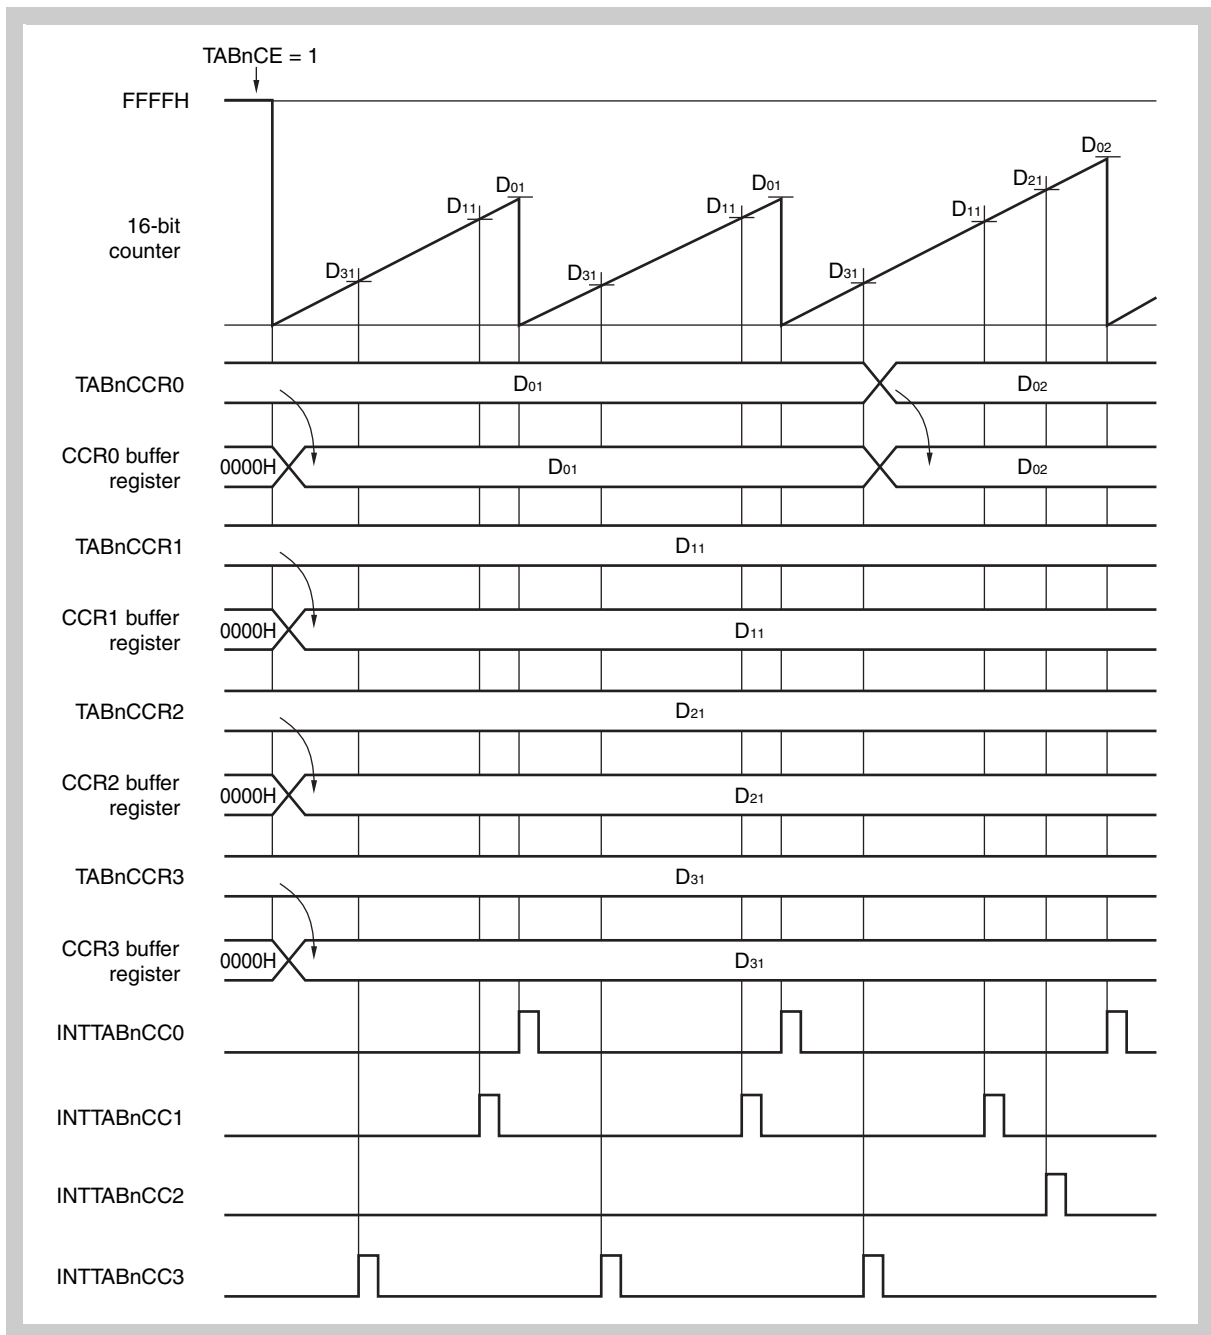 TABnCE = 1
FFFFH
D02
D01
D01
D21
D11
D11
D11
16-bit
counter
D31
D31
D31
TABnCCR0
D01
D02
CCR0 buffer
register
0000H
D01
D02
TABnCCR1
D11
CCR1 buffer
register
0000H
D11
TABnCCR2
D21
CCR2 buffer
register
0000H
D21
TABnCCR3
D31
CCR3 buffer
register
0000H
D31
INTTABnCC0
INTTABnCC1
INTTABnCC2
INTTABnCC3